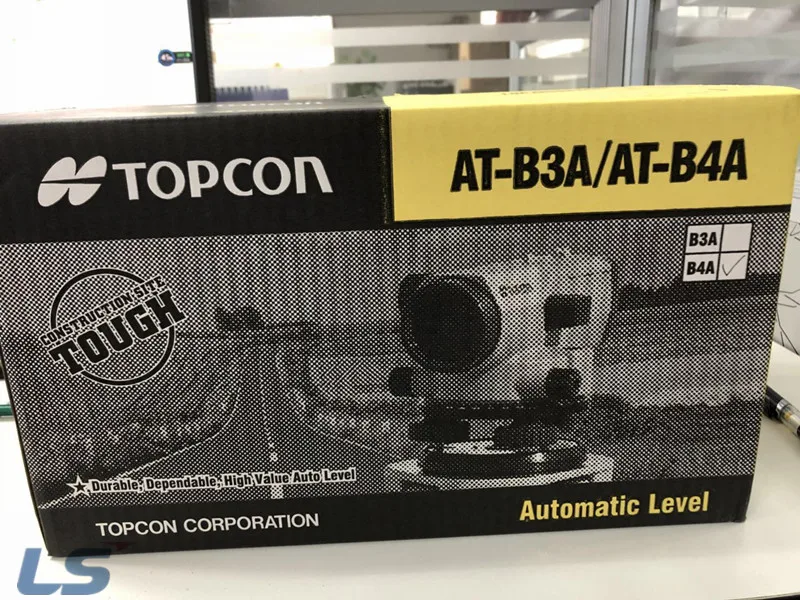 TOPCON
AT-B3A/AT-B4A
B3A
B4A
CONSTRUCTION SITE
TOUGH
Durable, Dependable, High Value Auto Level
TOPCON CORPORATION
Automatic Level
LS